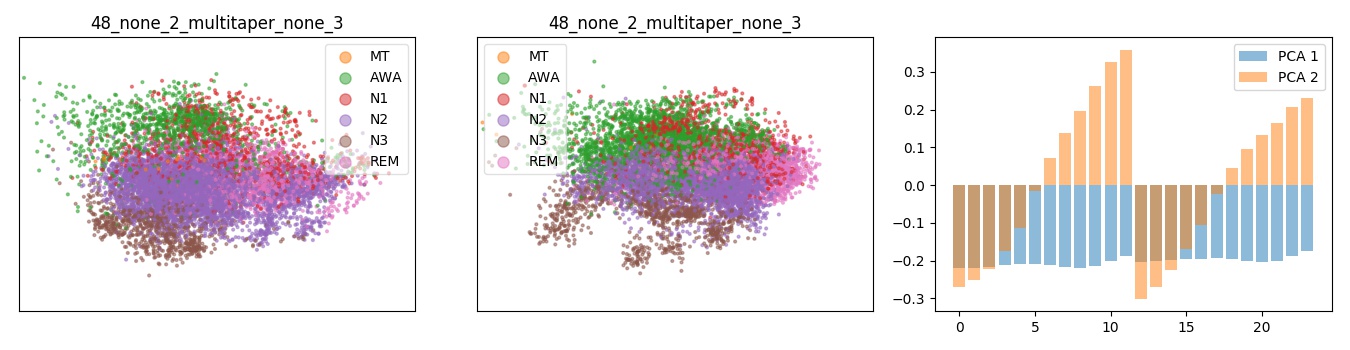 48_none_2_multitaper_none_3
MT
AWA
N1
N2
N3
REM
48_none_2_multitaper_none_3
MT
AWA
N1
N2
N3
REM
PCA 1
PCA 2
0.3
0.2
0.1
0.0
−0.1
−0.2
−0.3
0 5 10 15 20